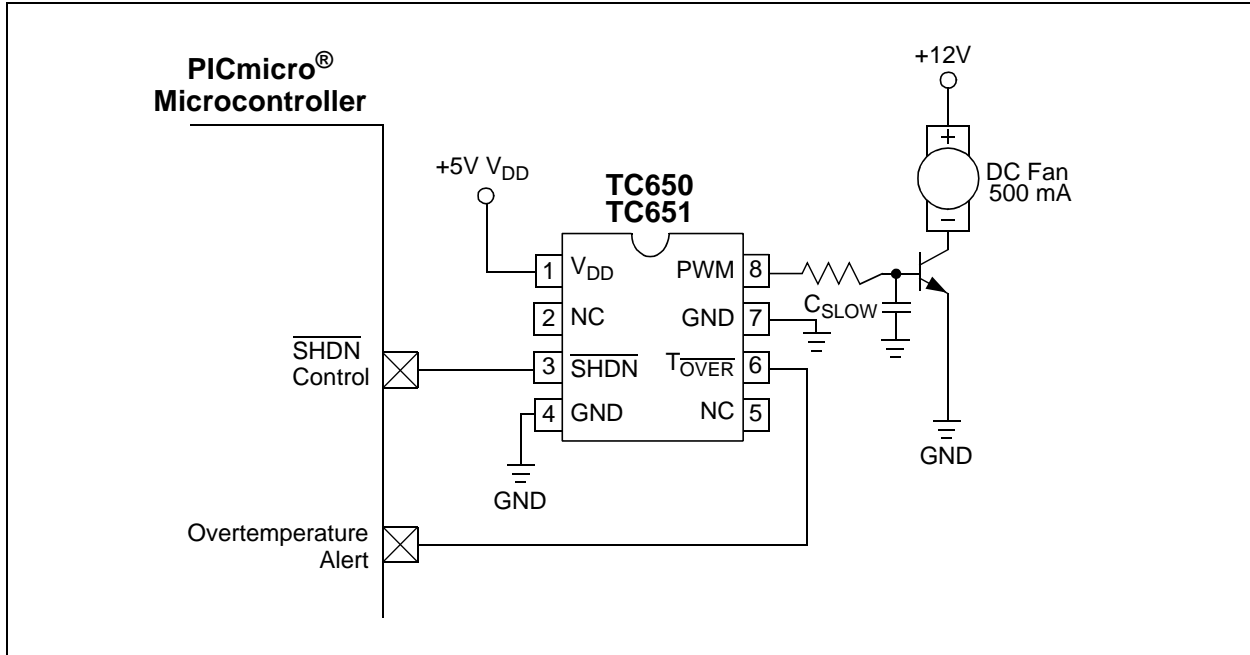 PICmicro®
Microcontroller
+12V
+5V VDD
TC650
TC651
DC Fan
500 mA
+
−
1 VDD
PWM 8
2 NC
GND 7
CSLOW
SHDN
Control
3 SHDN
TOVER 6
4 GND
NC 5
GND
GND
Overtemperature
Alert